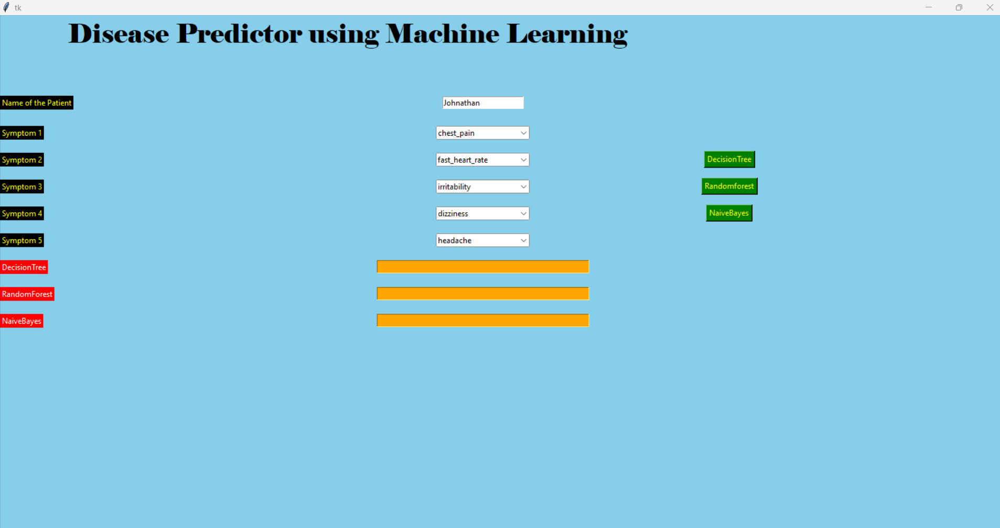 tk
Disease Predictor using Machine Learning
Name of the Patient Johnathan
Symptom 1 chest_pain
Symptom 2 fast_heart_rate DecisionTree
Symptom 3 irritability Randomforest
Symptom 4 dizziness NaiveBayes
Symptom 5 headache
DecisionTree
RandomForest
NaiveBayes